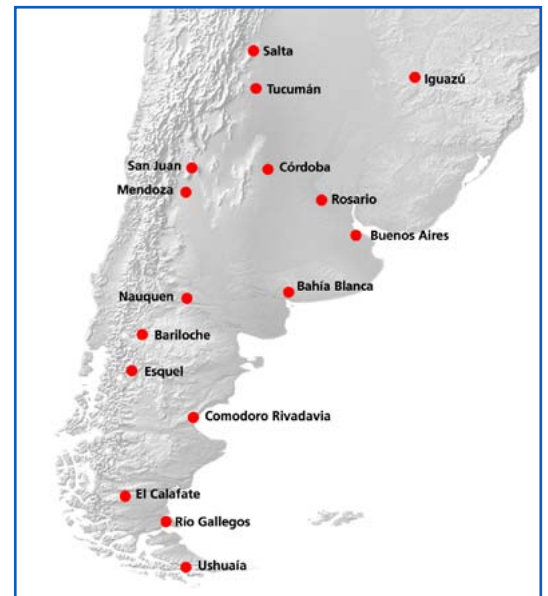 Salta
Iguazú
Tucumán
San Juan
Córdoba
Mendoza
Rosario
Buenos Aires
Bahía Blanca
Nauquen
Bariloche
Esquel
Comodoro Rivadavia
El Calafate
Río Gallegos
Ushuaía